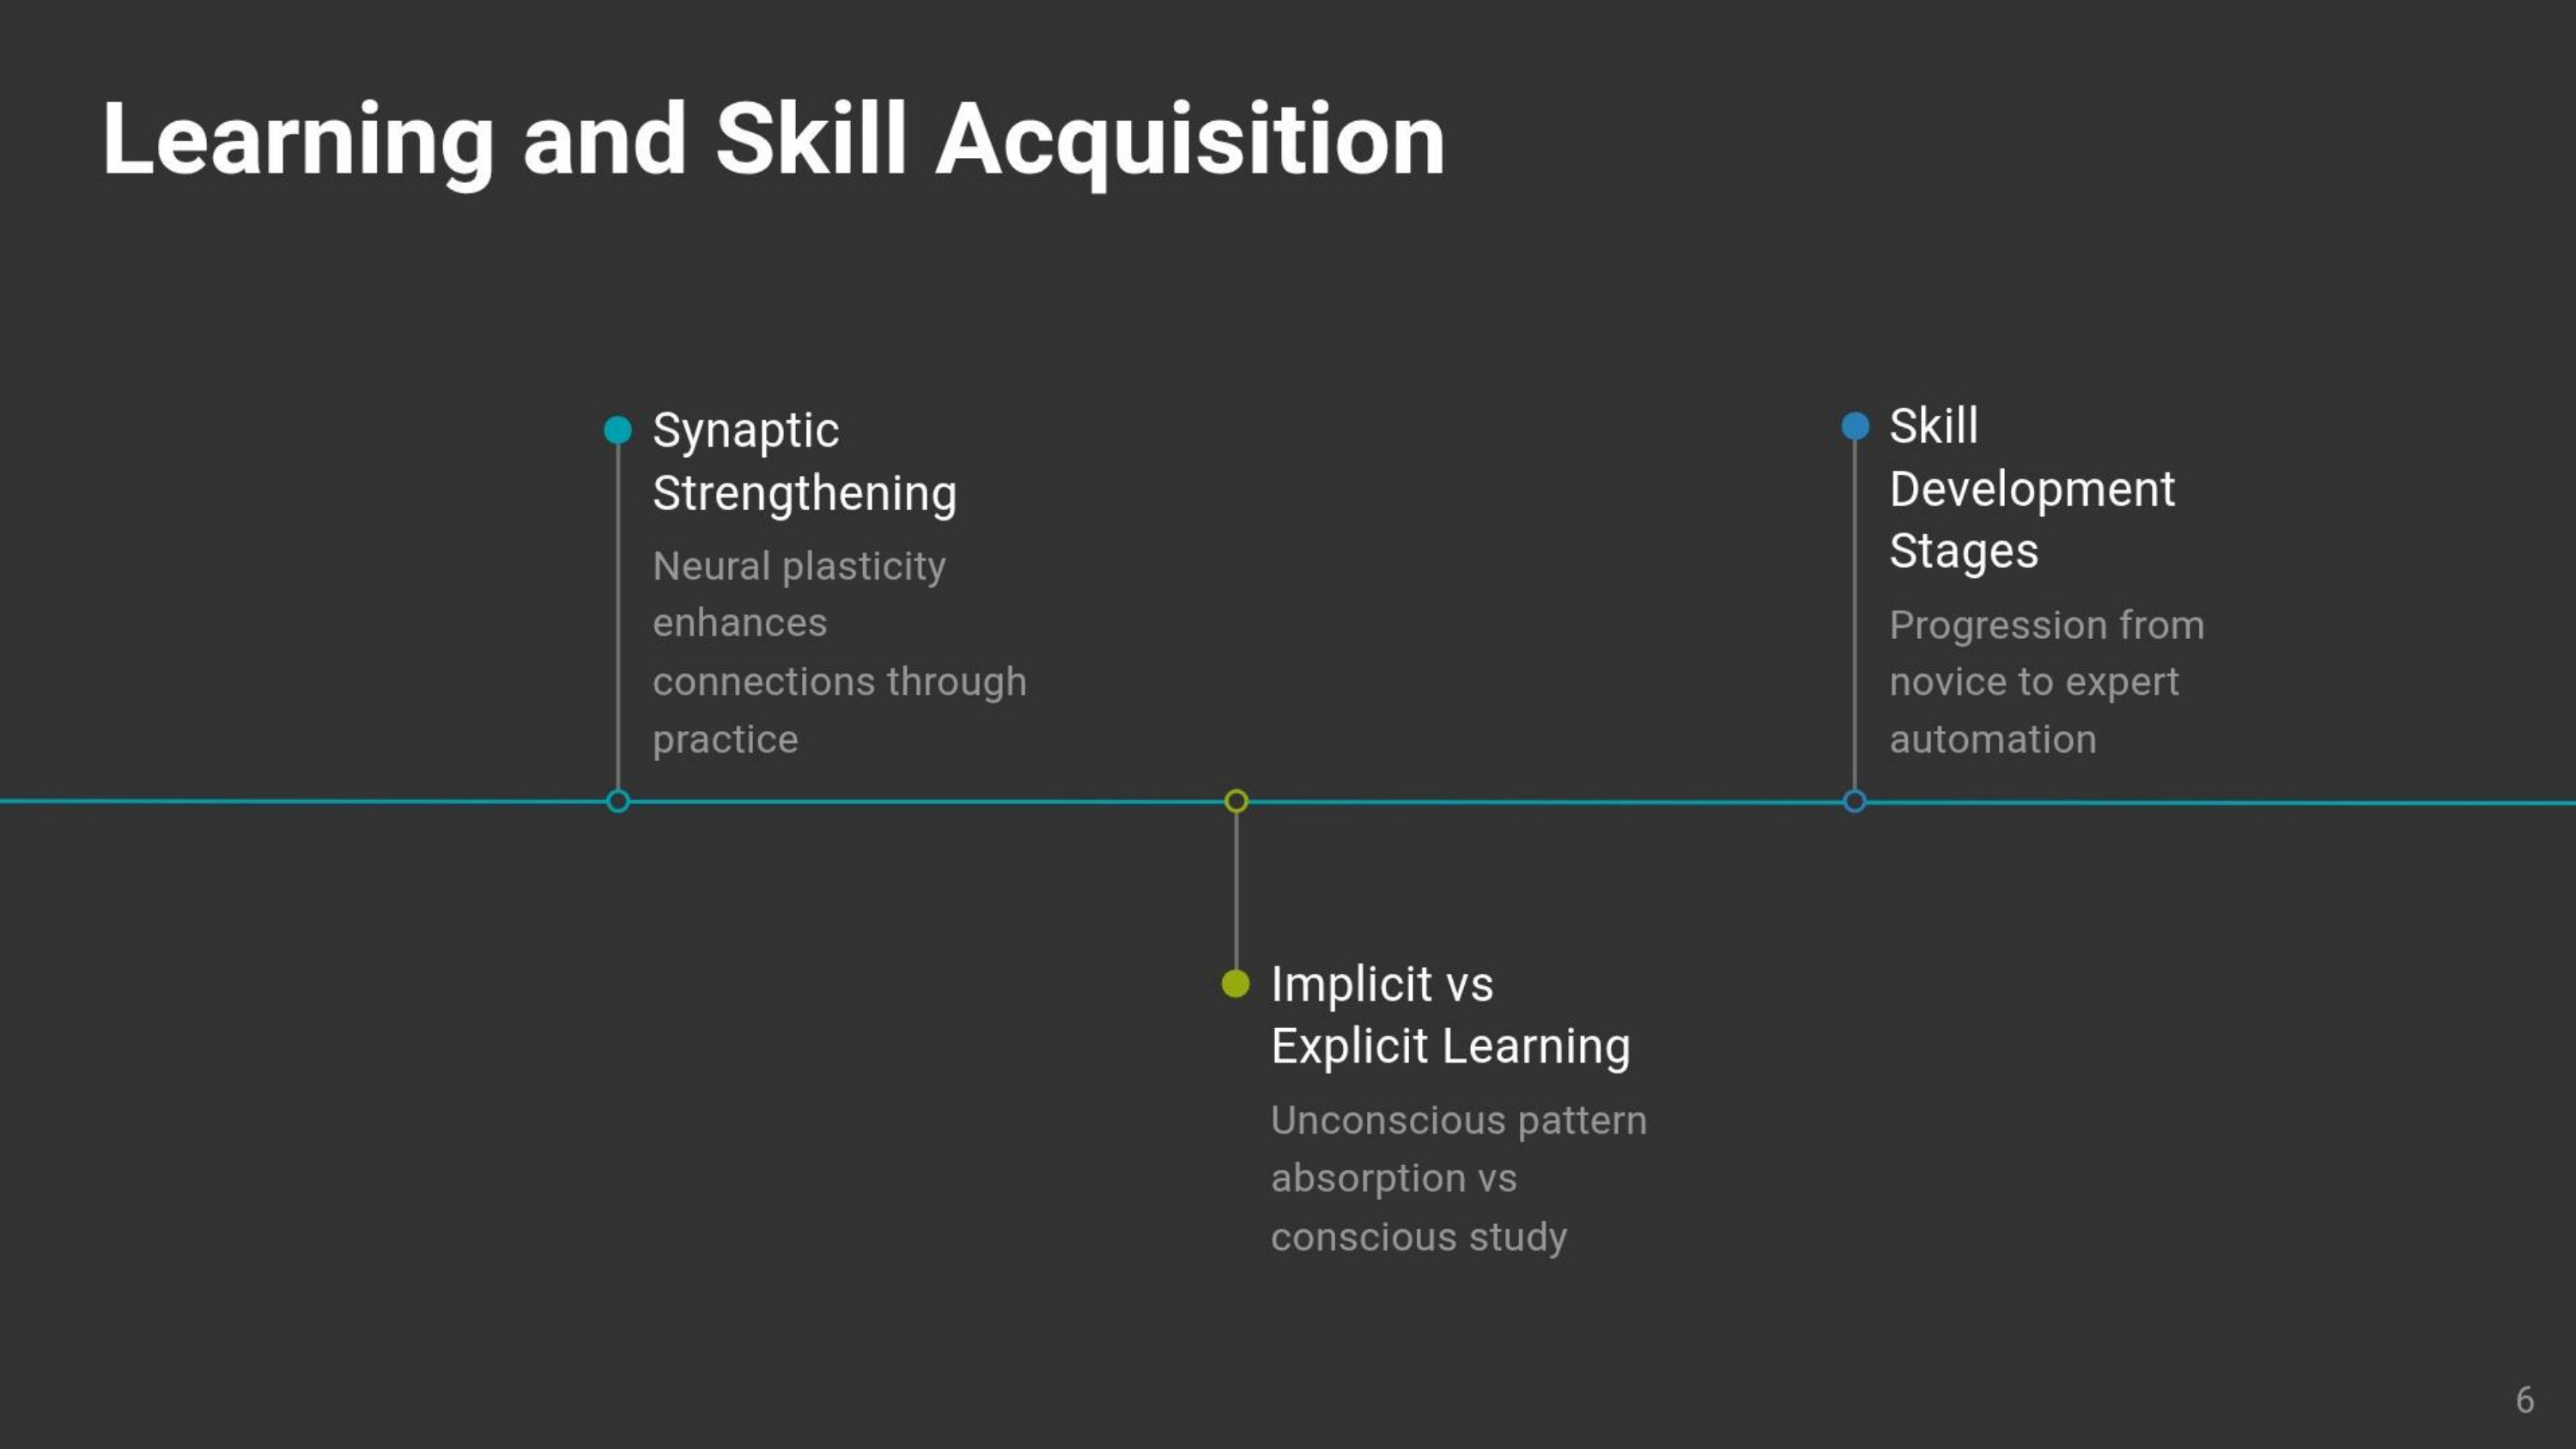 Learning and Skill Acquisition
Synaptic
Strengthening
Neural plasticity
enhances
connections through
practice
Implicit vs
Explicit Learning
Unconscious pattern
absorption vs
conscious study
Skill
Development
Stages
Progression from
novice to expert
automation
6